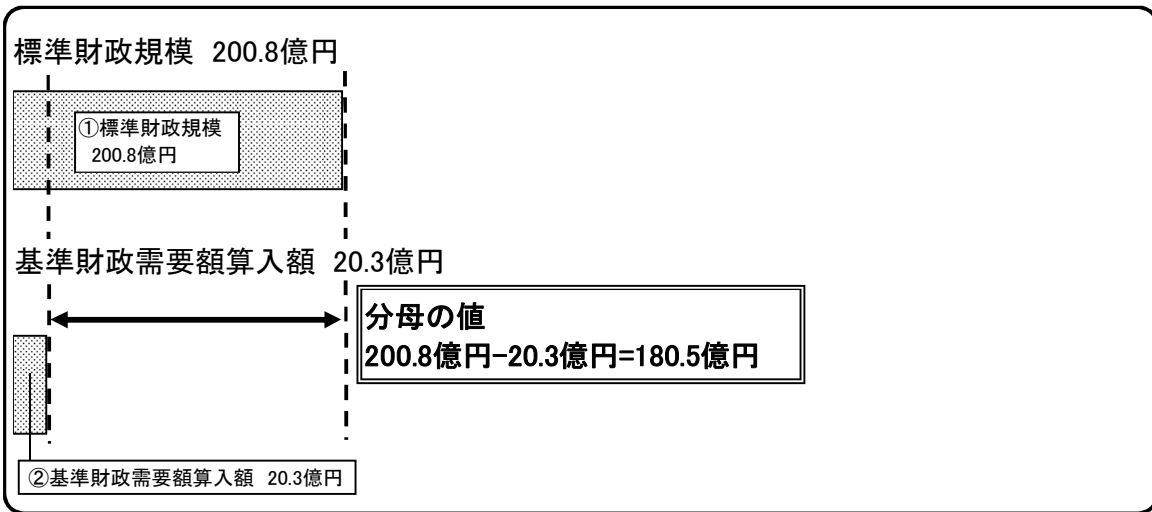 標準財政規模 200.8億円
①標準財政規模
200.8億円
基準財政需要額算入額 20.3億円
分母の値
200.8億円-20.3億円=180.5億円
②基準財政需要額算入額 20.3億円